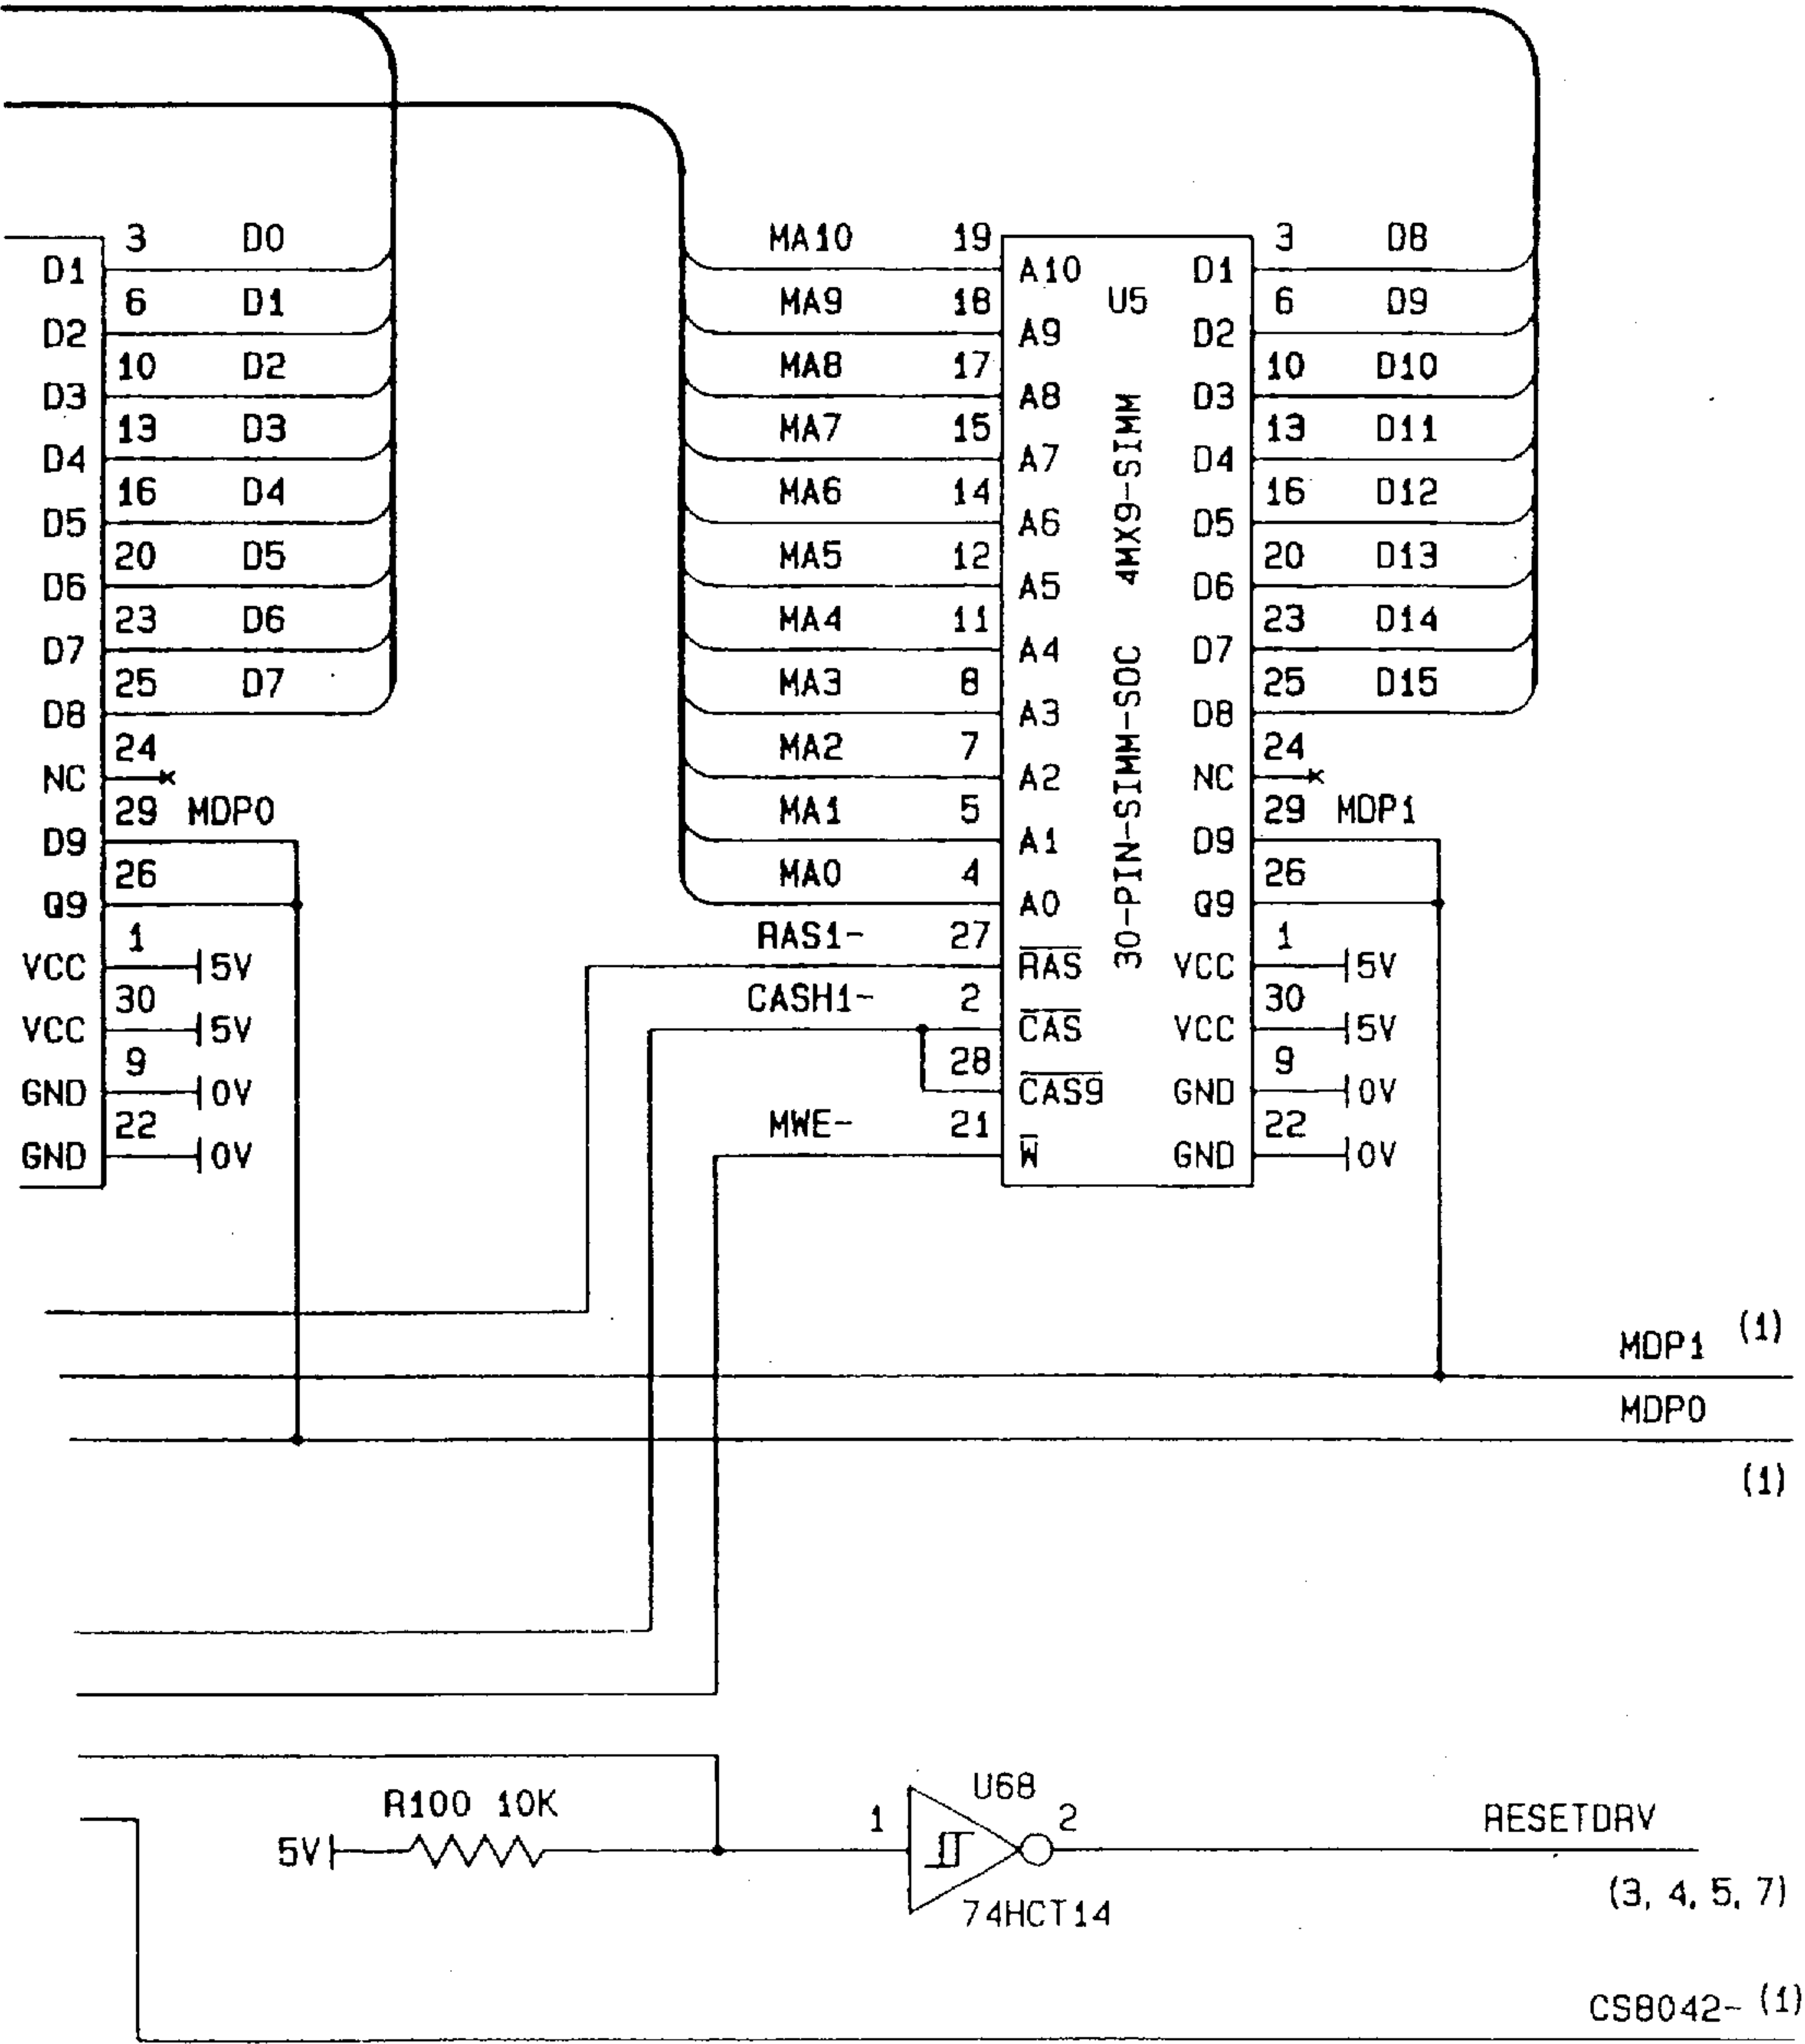 3 D0
D1
6 D1
D2
10 D2
D3
13 D3
D4
16 D4
D5
20 D5
D6
23 D6
D7
25 D7
D8
24
NC
29 MDP0
D9
26
Q9
1
VCC 5V
30
VCC 5V
9
GND 0V
22
GND 0V
MA10 19
A10
MA9 18
A9
MA8 17
A8
MA7 15
A7
MA6 14
A6
MA5 12
A5
MA4 11
A4
MA3 8
A3
MA2 7
A2
MA1 5
A1
MA0 4
A0
RAS1- 27
RAS
CASH1- 2
CAS
28
CAS9
MWE- 21
W
U5
30-PIN-SIMM-SOC 4MX9-SIMM
3 D8
D1
6 D9
D2
10 D10
D3
13 D11
D4
16 D12
D5
20 D13
D6
23 D14
D7
25 D15
D8
24
NC
29 MDP1
D9
26
Q9
1
VCC 5V
30
VCC 5V
9
GND 0V
22
GND 0V
MDP1 (1)
MDP0
(1)
R100 10K
5V
U68
1 2
74HCT14
RESETDRV
(3, 4, 5, 7)
CS8042- (1)